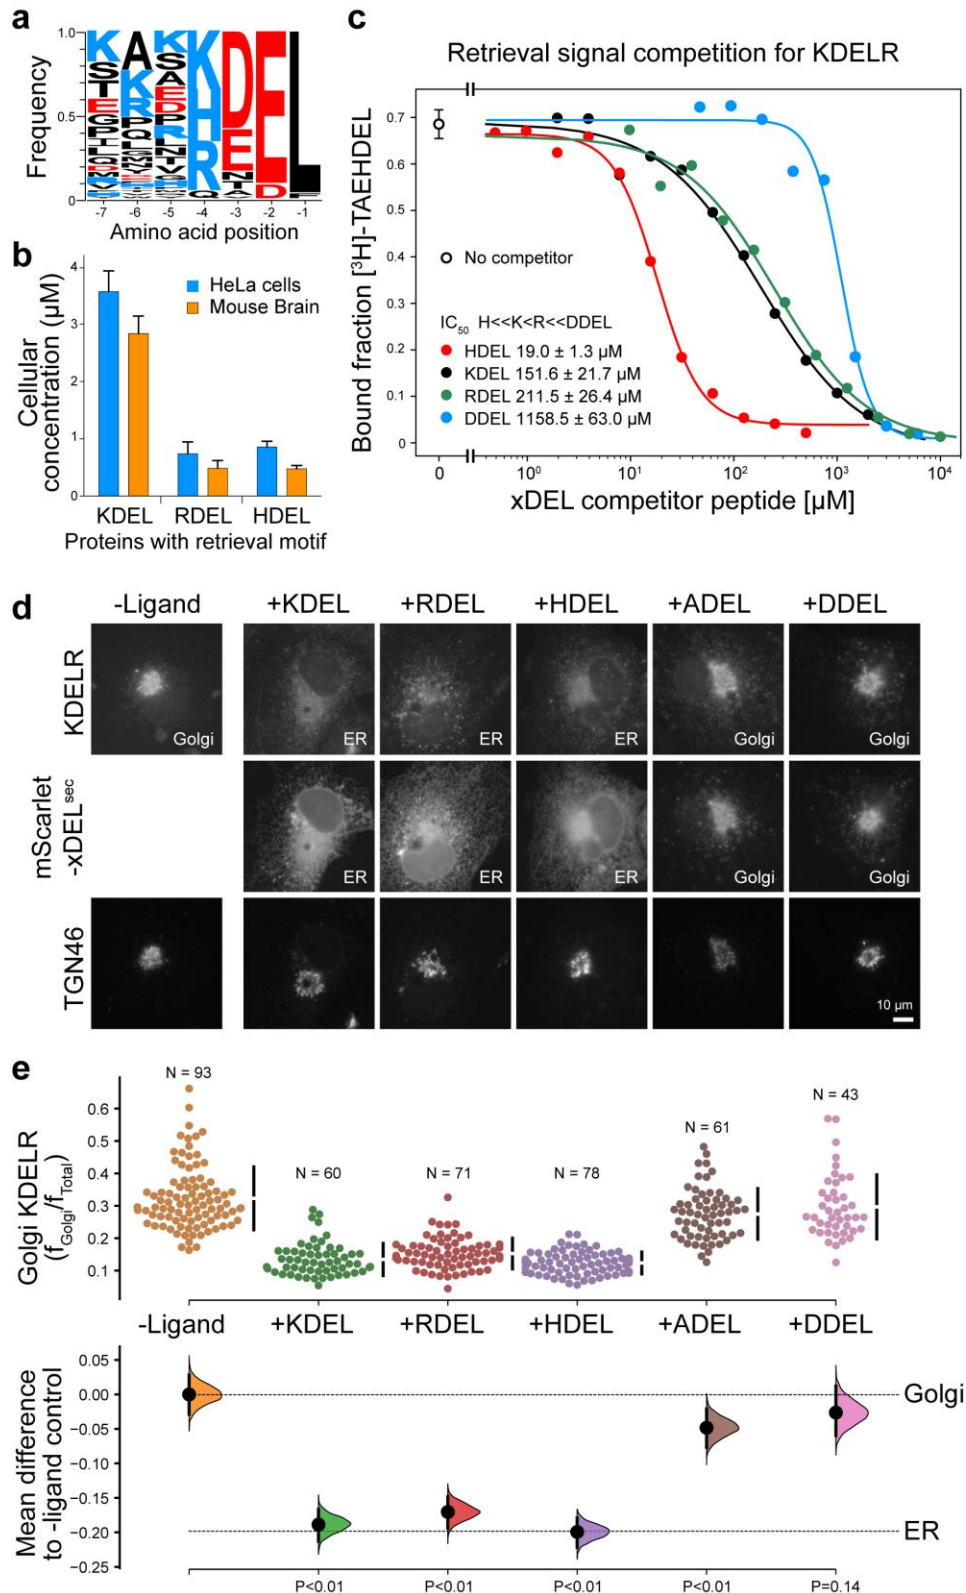 a
1.0
0.5
0
Frequency
-7 -6 -5 -4 -3 -2 -1
Amino acid position
K A K K D E L
S K S H E D
T R A R N
E Q E Q T
G P D A
P R
b
Cellular
concentration (µM)
4
2
1
0
HeLa cells
Mouse Brain
KDEL RDEL HDEL
Proteins with retrieval motif
c
Retrieval signal competition for KDELR
Bound fraction [³H]-TAEHDEL
0.7
0.6
0.5
0.4
0.3
0.2
0.1
0
No competitor
IC50 H<<K<R<<DDEL
HDEL 19.0 ± 1.3 µM
KDEL 151.6 ± 21.7 µM
RDEL 211.5 ± 26.4 µM
DDEL 1158.5 ± 63.0 µM
0 10⁰ 10¹ 10² 10³ 10⁴
xDEL competitor peptide [µM]
d
-Ligand +KDEL +RDEL +HDEL +ADEL +DDEL
KDELR
Golgi ER ER ER Golgi Golgi
mScarlet
-xDELsec
ER ER ER Golgi Golgi
TGN46
10 µm
e
Golgi KDELR
(fGolgi/fTotal)
0.6
0.5
0.4
0.3
0.2
0.1
N = 93
N = 60
N = 71
N = 78
N = 61
N = 43
-Ligand +KDEL +RDEL +HDEL +ADEL +DDEL
Mean difference
to -ligand control
0.05
0.00
−0.05
−0.10
−0.15
−0.20
−0.25
Golgi
ER
P<0.01 P<0.01 P<0.01 P<0.01 P=0.14